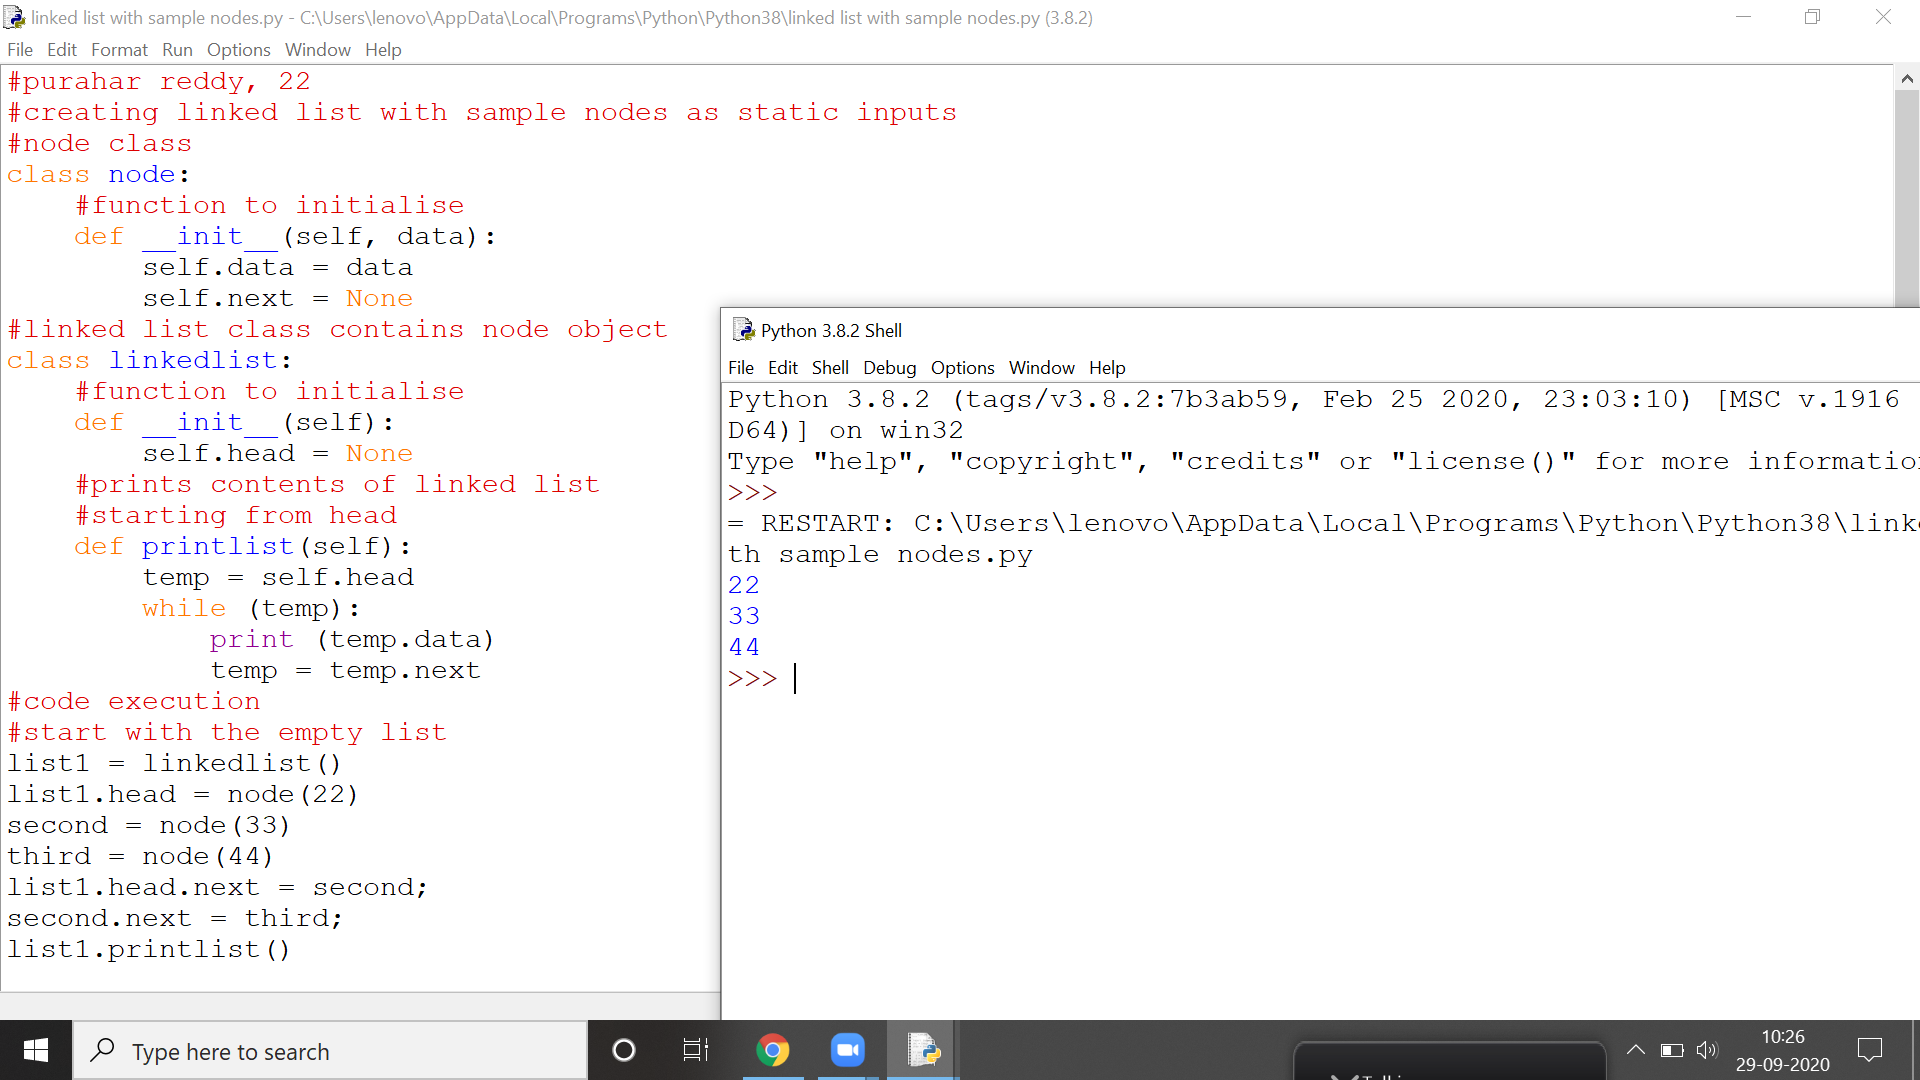 linked list with sample nodes.py - C:\Users\lenovo\AppData\Local\Programs\Python\Python38\linked list with sample nodes.py (3.8.2)
File Edit Format Run Options Window Help
#purahar reddy, 22
#creating linked list with sample nodes as static inputs
#node class
class node:
    #function to initialise
    def __init__(self, data):
        self.data = data
        self.next = None
#linked list class contains node object
class linkedlist:
    #function to initialise
    def __init__(self):
        self.head = None
    #prints contents of linked list
    #starting from head
    def printlist(self):
        temp = self.head
        while (temp):
            print (temp.data)
            temp = temp.next
#code execution
#start with the empty list
list1 = linkedlist()
list1.head = node(22)
second = node(33)
third = node(44)
list1.head.next = second;
second.next = third;
list1.printlist()
Python 3.8.2 Shell
File Edit Shell Debug Options Window Help
Python 3.8.2 (tags/v3.8.2:7b3ab59, Feb 25 2020, 23:03:10) [MSC v.1916
D64)] on win32
Type "help", "copyright", "credits" or "license()" for more informatio
>>>
= RESTART: C:\Users\lenovo\AppData\Local\Programs\Python\Python38\link
th sample nodes.py
22
33
44
>>>
Type here to search
10:26
29-09-2020